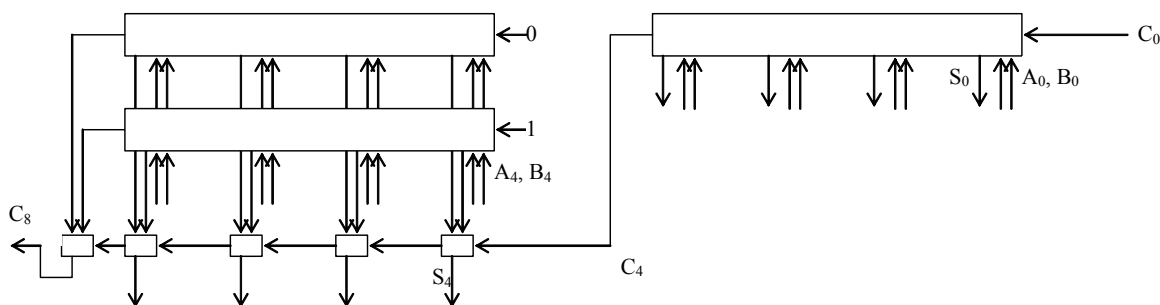 0
C₀
S₀
A₀, B₀
1
A₄, B₄
C₈
S₄
C₄